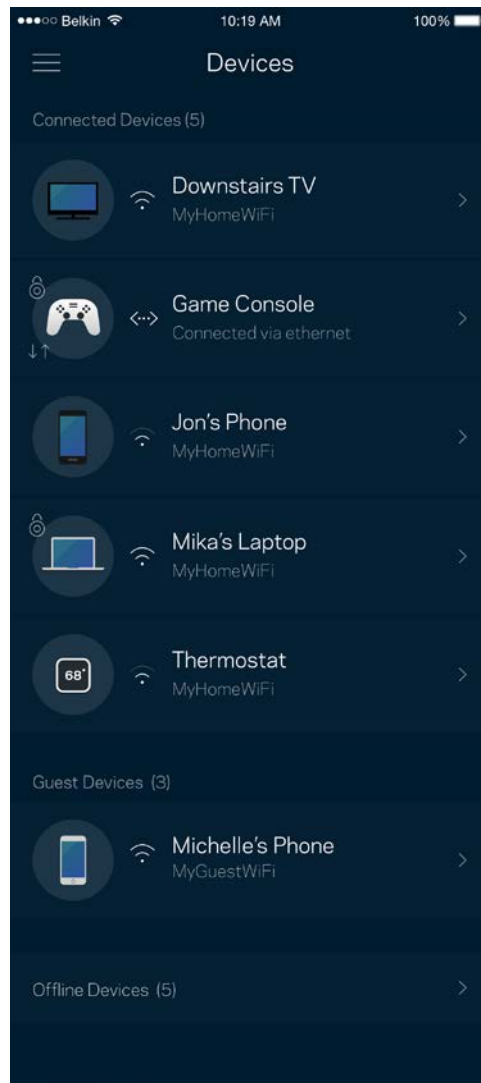 Belkin 10:19 AM 100%
Devices
Connected Devices (5)
Downstairs TV
MyHomeWiFi
Game Console
Connected via ethernet
Jon's Phone
MyHomeWiFi
Mika's Laptop
MyHomeWiFi
68°
Thermostat
MyHomeWiFi
Guest Devices (3)
Michelle's Phone
MyGuestWiFi
Offline Devices (5)